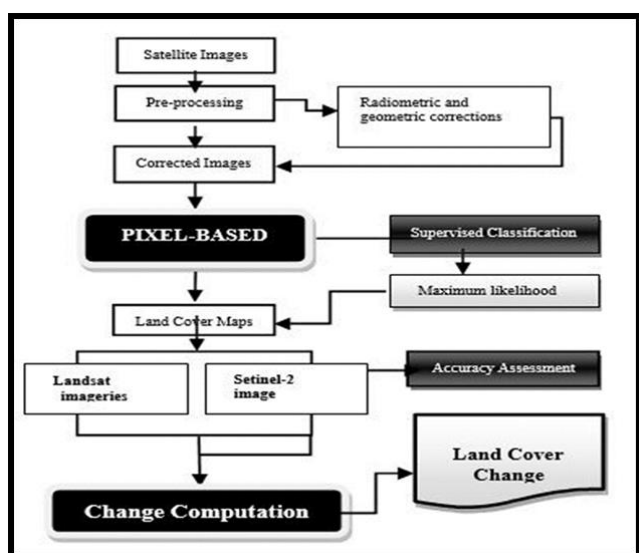 Satellite Images
Pre-processing
Radiometric and
geometric corrections
Corrected Images
PIXEL-BASED
Supervised Classification
Maximum likelihood
Land Cover Maps
Landsat
imageries
Setinel-2
image
Accuracy Assessment
Land Cover
Change
Change Computation